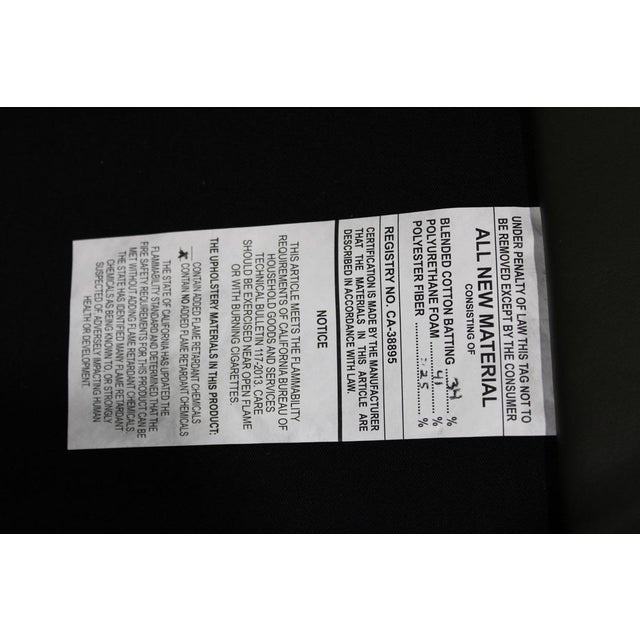 UNDER PENALTY OF LAW THIS TAG NOT TO
BE REMOVED EXCEPT BY THE CONSUMER
ALL NEW MATERIAL
CONSISTING OF
BLENDED COTTON BATTING..........34 %
POLYURETHANE FOAM..........41 %
POLYESTER FIBER..........25 %
REGISTRY NO. CA-38895
CERTIFICATION IS MADE BY THE MANUFACTURER
THAT THE MATERIALS IN THIS ARTICLE ARE
DESCRIBED IN ACCORDANCE WITH LAW.
NOTICE
THIS ARTICLE MEETS THE FLAMMABILITY
REQUIREMENTS OF CALIFORNIA BUREAU OF
HOUSEHOLD GOODS AND SERVICES
TECHNICAL BULLETIN 117-2013. CARE
SHOULD BE EXERCISED NEAR OPEN FLAME
OR WITH BURNING CIGARETTES.
THE UPHOLSTERY MATERIALS IN THIS PRODUCT:
___CONTAIN ADDED FLAME RETARDANT CHEMICALS
X CONTAIN NO ADDED FLAME RETARDANT CHEMICALS
THE STATE OF CALIFORNIA HAS UPDATED THE
FLAMMABILITY STANDARD AND DETERMINED THAT THE
FIRE SAFETY REQUIREMENTS FOR THIS PRODUCT CAN BE
MET WITHOUT ADDING FLAME RETARDANT CHEMICALS.
THE STATE HAS IDENTIFIED MANY FLAME RETARDANT
CHEMICALS AS BEING KNOWN TO, OR STRONGLY
SUSPECTED OF, ADVERSELY IMPACTING HUMAN
HEALTH OR DEVELOPMENT.